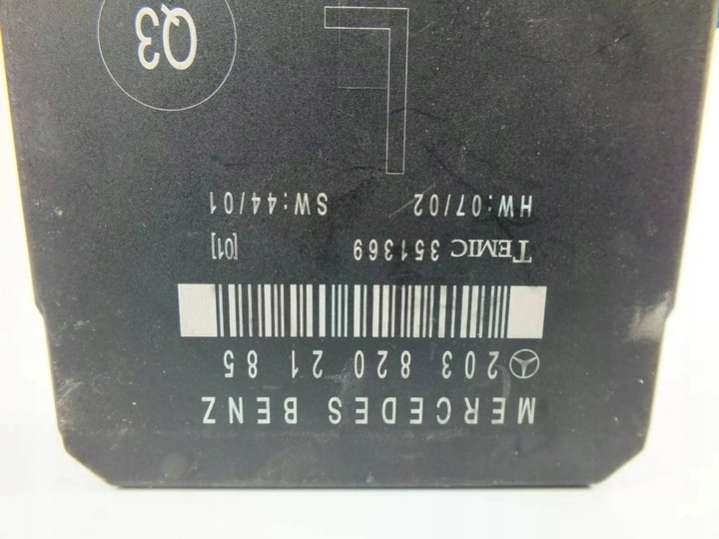 MERCEDES BENZ
203 820 21 85
TEMIC 351369 [01]
HW:07/02 SW:44/01
L
Q3